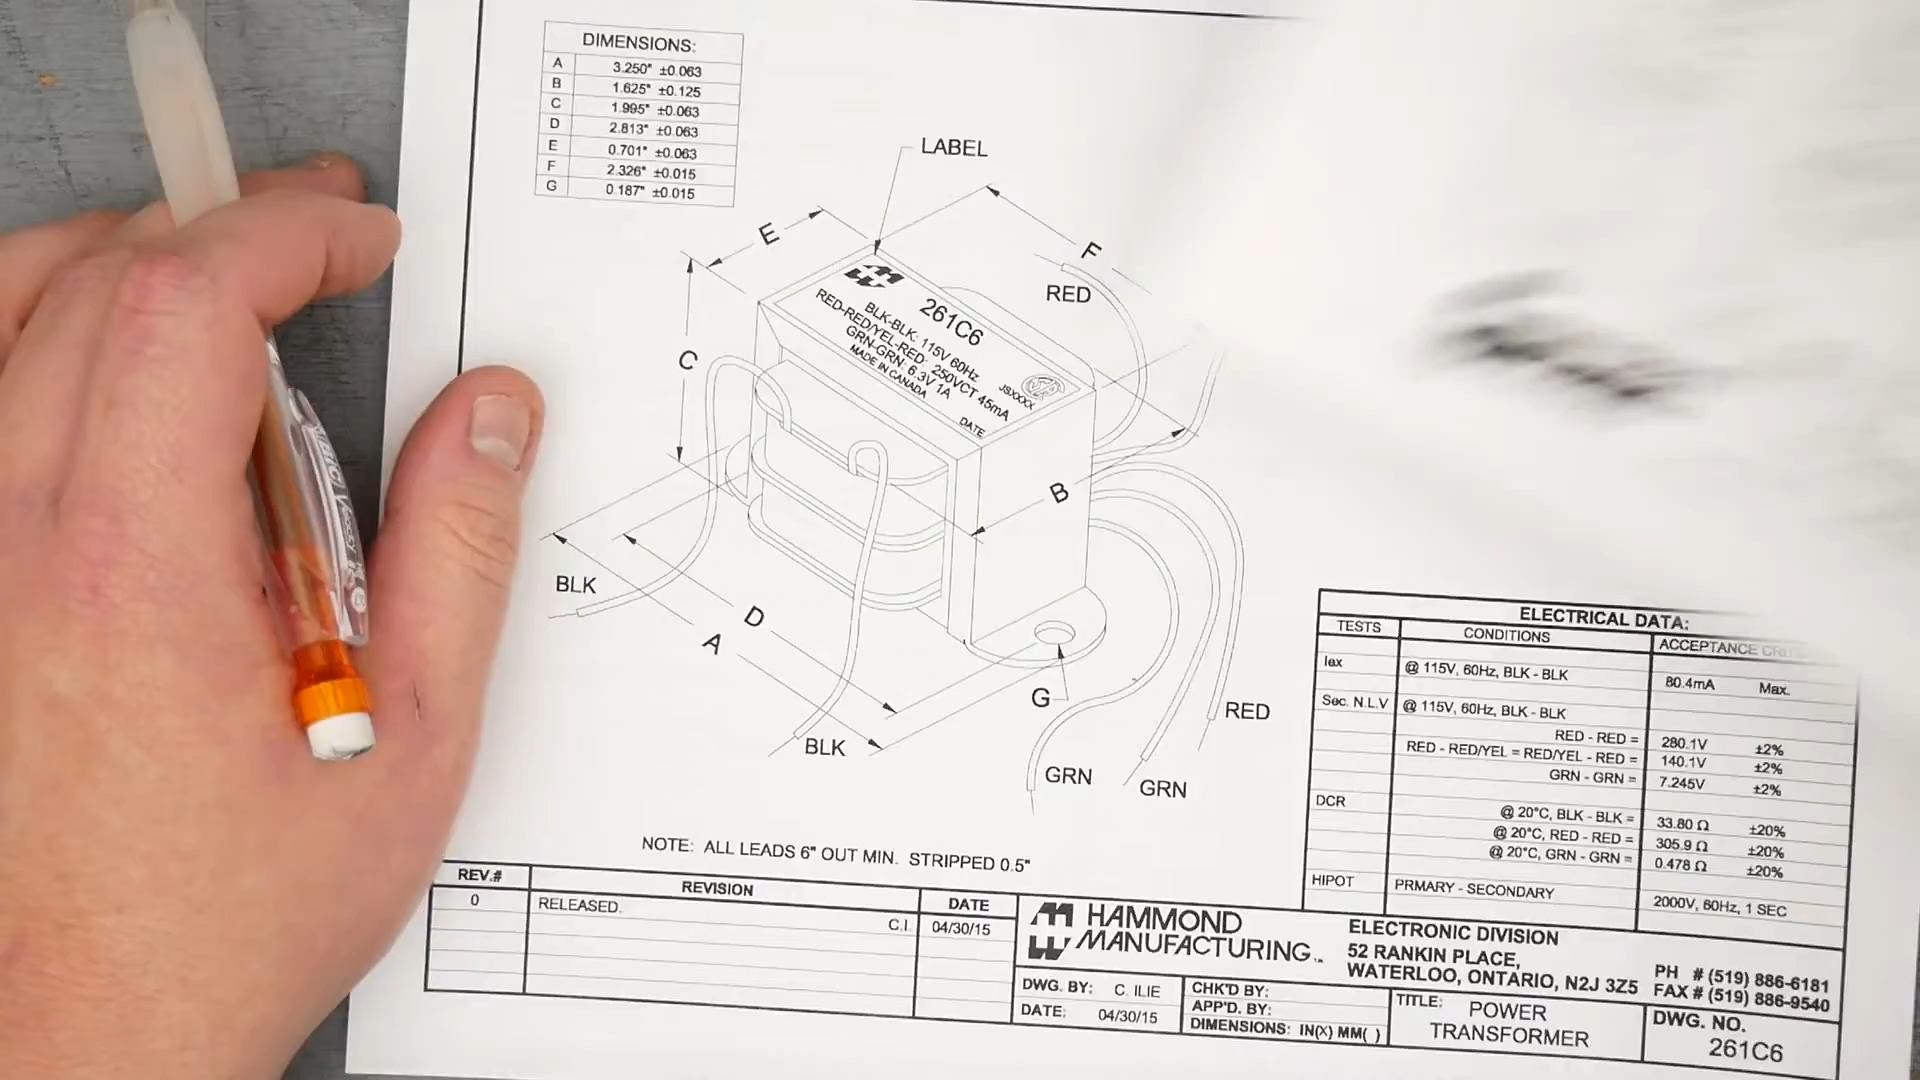 DIMENSIONS:
A 3.250" ±0.063
B 1.625" ±0.125
C 1.995" ±0.063
D 2.813" ±0.063
E 0.701" ±0.063
F 2.326" ±0.015
G 0.187" ±0.015
LABEL
E
F
RED
261C6
BLK-BLK: 115V 60Hz
RED-RED/YEL-RED: 250VCT 45mA
GRN-GRN: 6.3V 1A
MADE IN CANADA
JSXXXX
DATE
C
B
BLK
D
A
G
RED
BLK
GRN
GRN
NOTE: ALL LEADS 6" OUT MIN. STRIPPED 0.5"
ELECTRICAL DATA:
TESTS CONDITIONS ACCEPTANCE
Iex @ 115V, 60Hz, BLK - BLK 80.4mA Max.
Sec. N.L.V @ 115V, 60Hz, BLK - BLK
RED - RED = 280.1V ±2%
RED - RED/YEL = RED/YEL - RED = 140.1V ±2%
GRN - GRN = 7.245V ±2%
DCR @ 20°C, BLK - BLK = 33.80 Ω ±20%
@ 20°C, RED - RED = 305.9 Ω ±20%
@ 20°C, GRN - GRN = 0.478 Ω ±20%
HIPOT PRMARY - SECONDARY 2000V, 60Hz, 1 SEC
REV.# REVISION DATE
0 RELEASED. C.I. 04/30/15
HAMMOND
MANUFACTURING™
ELECTRONIC DIVISION
52 RANKIN PLACE,
WATERLOO, ONTARIO, N2J 3Z5
PH # (519) 886-6181
FAX # (519) 886-9540
DWG. BY: C. ILIE
DATE: 04/30/15
CHK'D BY:
APP'D. BY:
DIMENSIONS: IN(X) MM( )
TITLE: POWER
TRANSFORMER
DWG. NO.
261C6